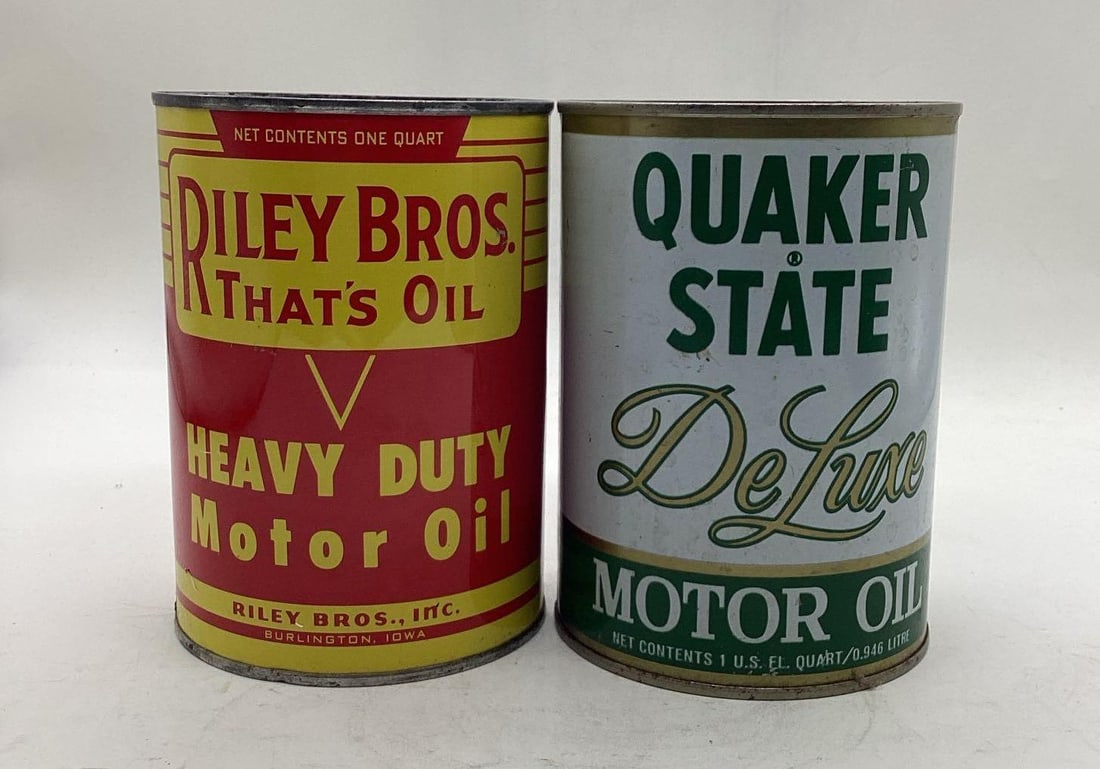 NET CONTENTS ONE QUART
RILEY BROS.
THAT'S OIL
HEAVY DUTY
Motor Oil
RILEY BROS., INC.
BURLINGTON, IOWA
QUAKER
STATE
®
DeLuxe
MOTOR OIL
NET CONTENTS 1 U.S. FL. QUART/0.946 LITRE